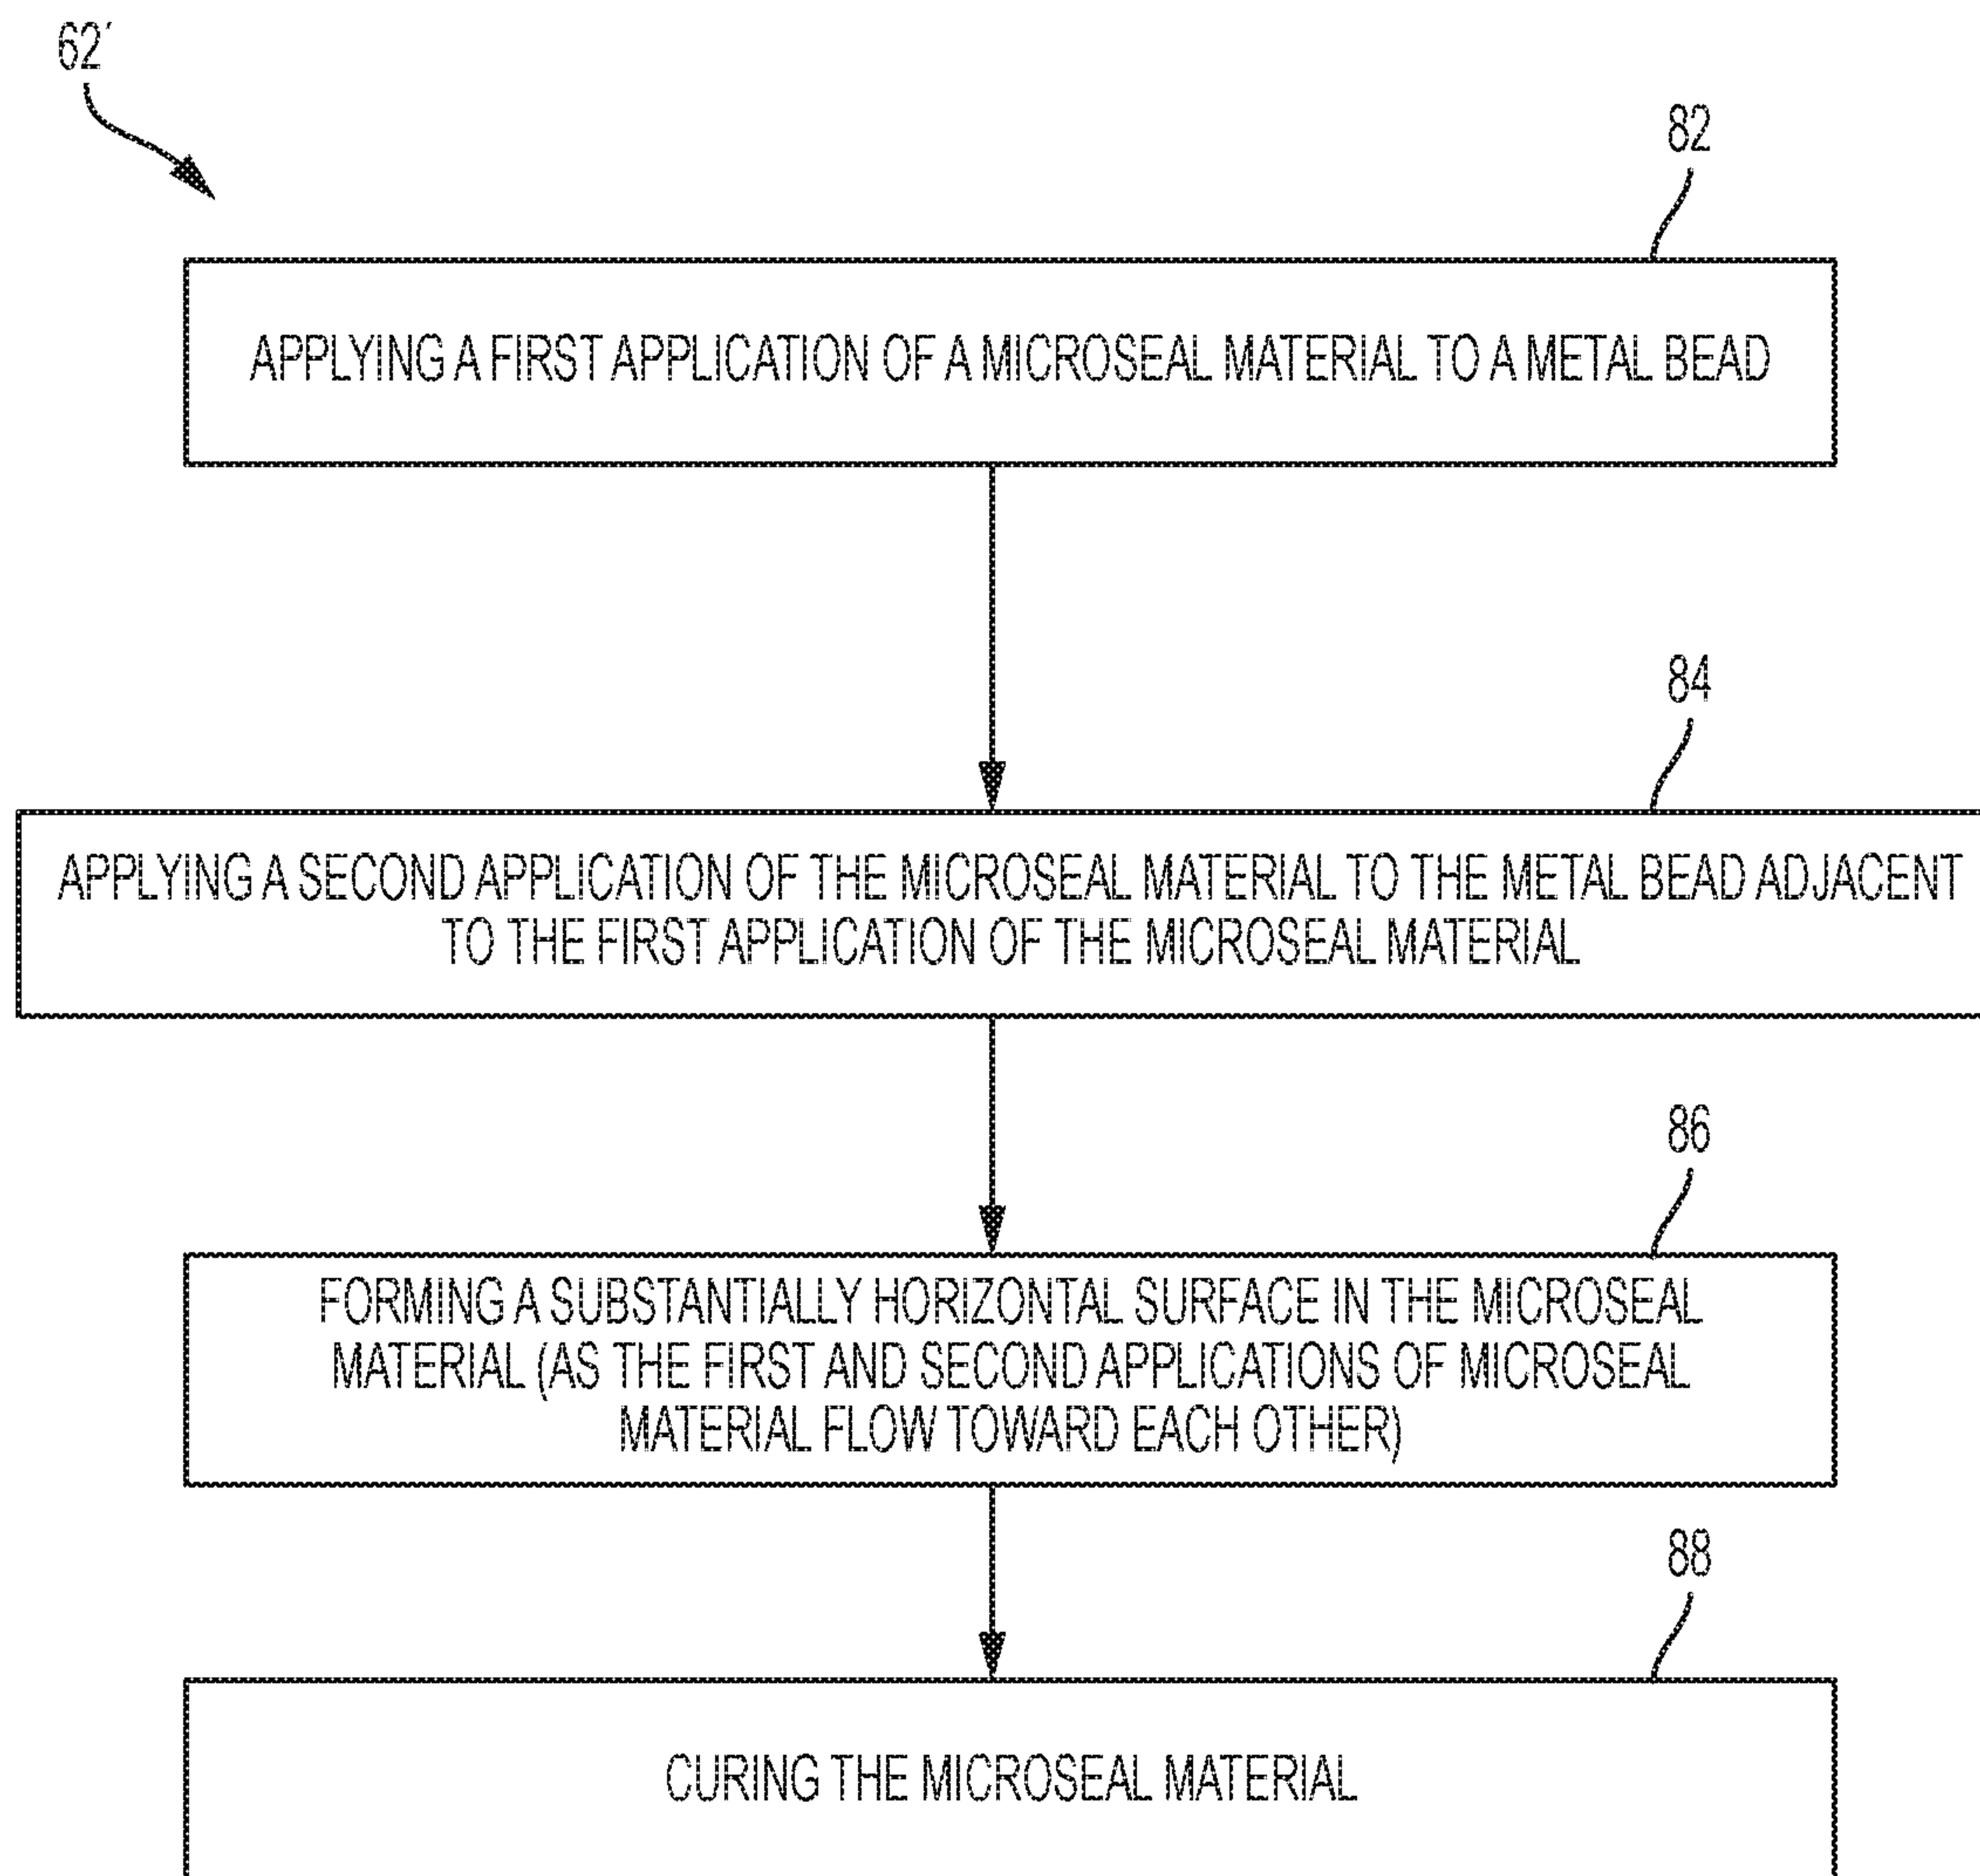 62′
82
APPLYING A FIRST APPLICATION OF A MICROSEAL MATERIAL TO A METAL BEAD
84
APPLYING A SECOND APPLICATION OF THE MICROSEAL MATERIAL TO THE METAL BEAD ADJACENT
TO THE FIRST APPLICATION OF THE MICROSEAL MATERIAL
86
FORMING A SUBSTANTIALLY HORIZONTAL SURFACE IN THE MICROSEAL
MATERIAL (AS THE FIRST AND SECOND APPLICATIONS OF MICROSEAL
MATERIAL FLOW TOWARD EACH OTHER)
88
CURING THE MICROSEAL MATERIAL